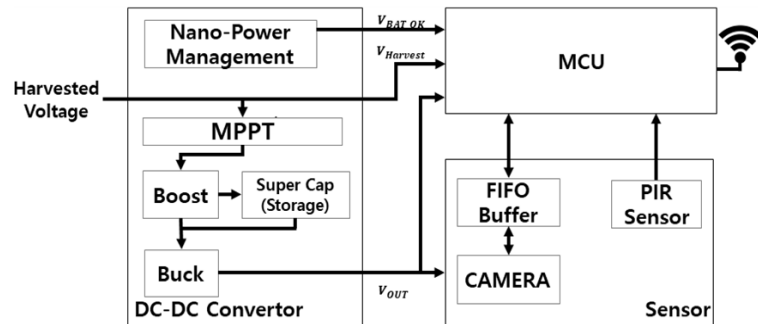 Nano-Power
Management
V_BAT OK
V_Harvest
MCU
Harvested
Voltage
MPPT
Boost
Super Cap
(Storage)
FIFO
Buffer
PIR
Sensor
Buck
CAMERA
V_OUT
DC-DC Convertor
Sensor